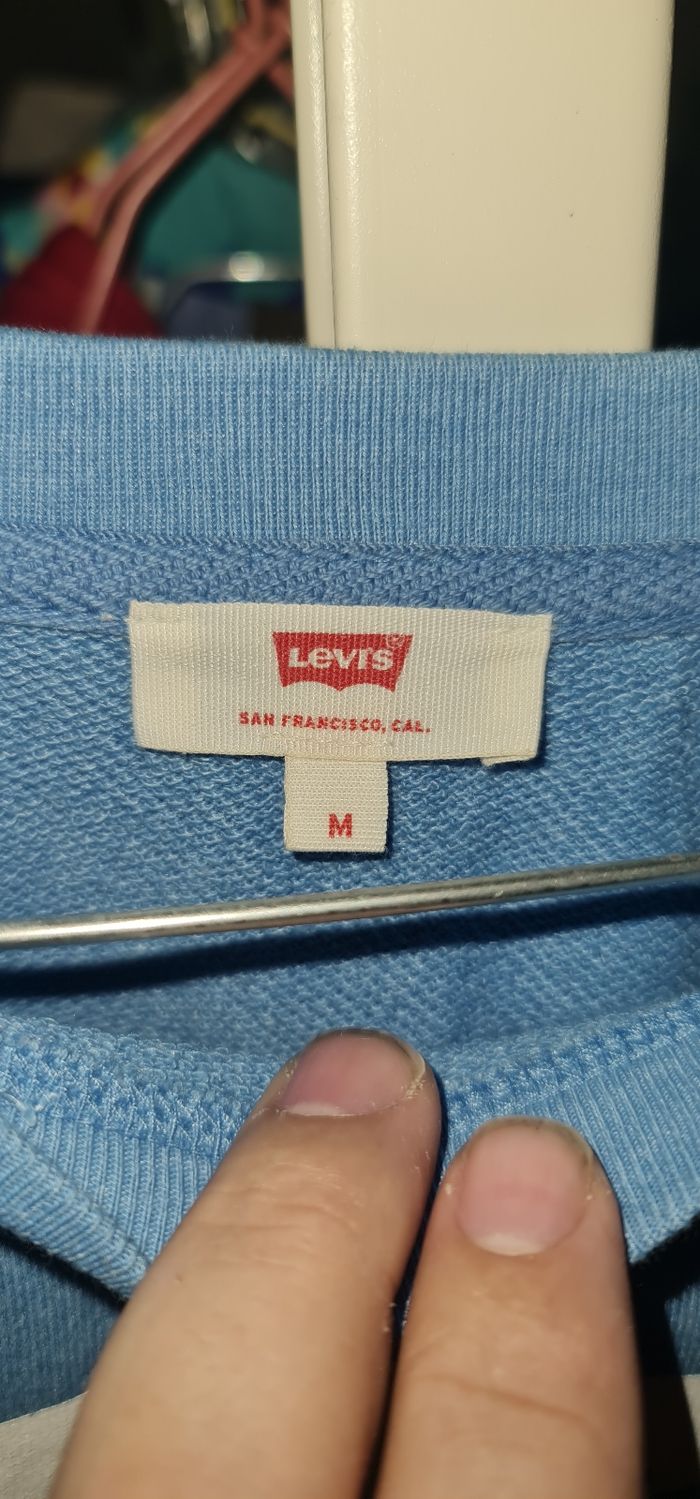 Levi's
SAN FRANCISCO, CAL.
M